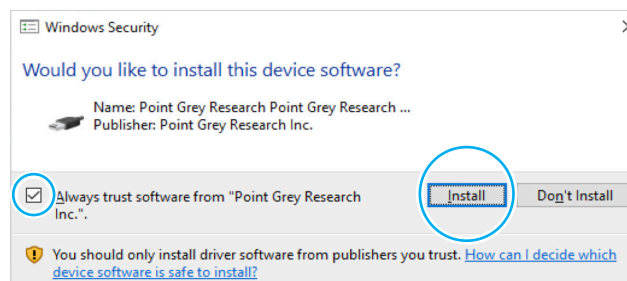 Windows Security
Would you like to install this device software?
Name: Point Grey Research Point Grey Research ...
Publisher: Point Grey Research Inc.
Always trust software from "Point Grey Research
Inc.".
Install
Don't Install
You should only install driver software from publishers you trust. How can I decide which
device software is safe to install?